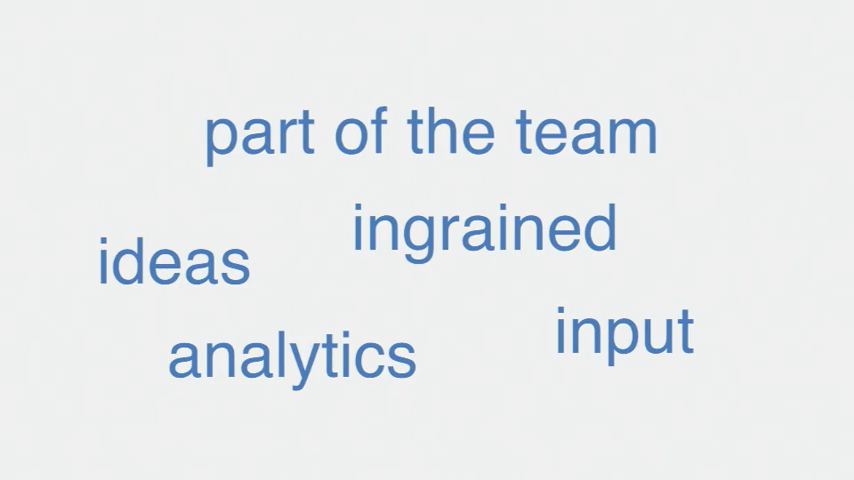 part of the team
ingrained
ideas
input
analytics